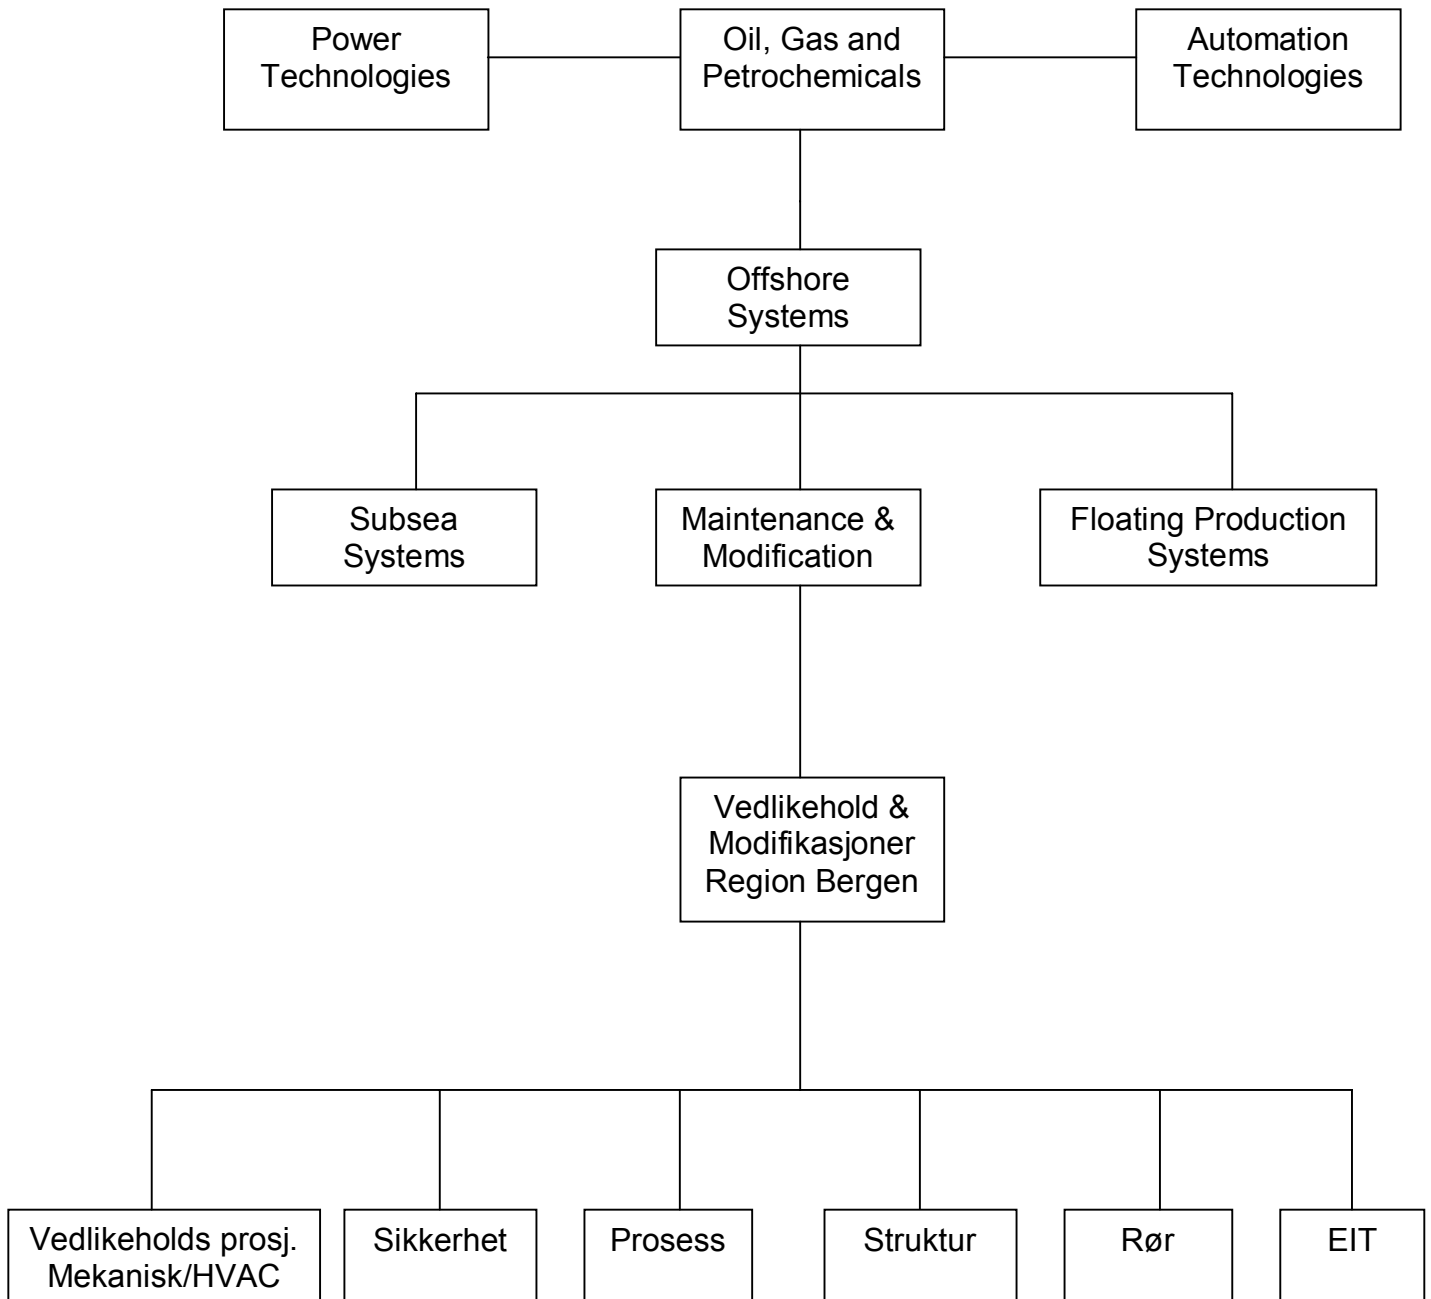 Power
Technologies
Oil, Gas and
Petrochemicals
Automation
Technologies
Offshore
Systems
Subsea
Systems
Maintenance &
Modification
Floating Production
Systems
Vedlikehold &
Modifikasjoner
Region Bergen
Vedlikeholds prosj.
Mekanisk/HVAC
Sikkerhet
Prosess
Struktur
Rør
EIT